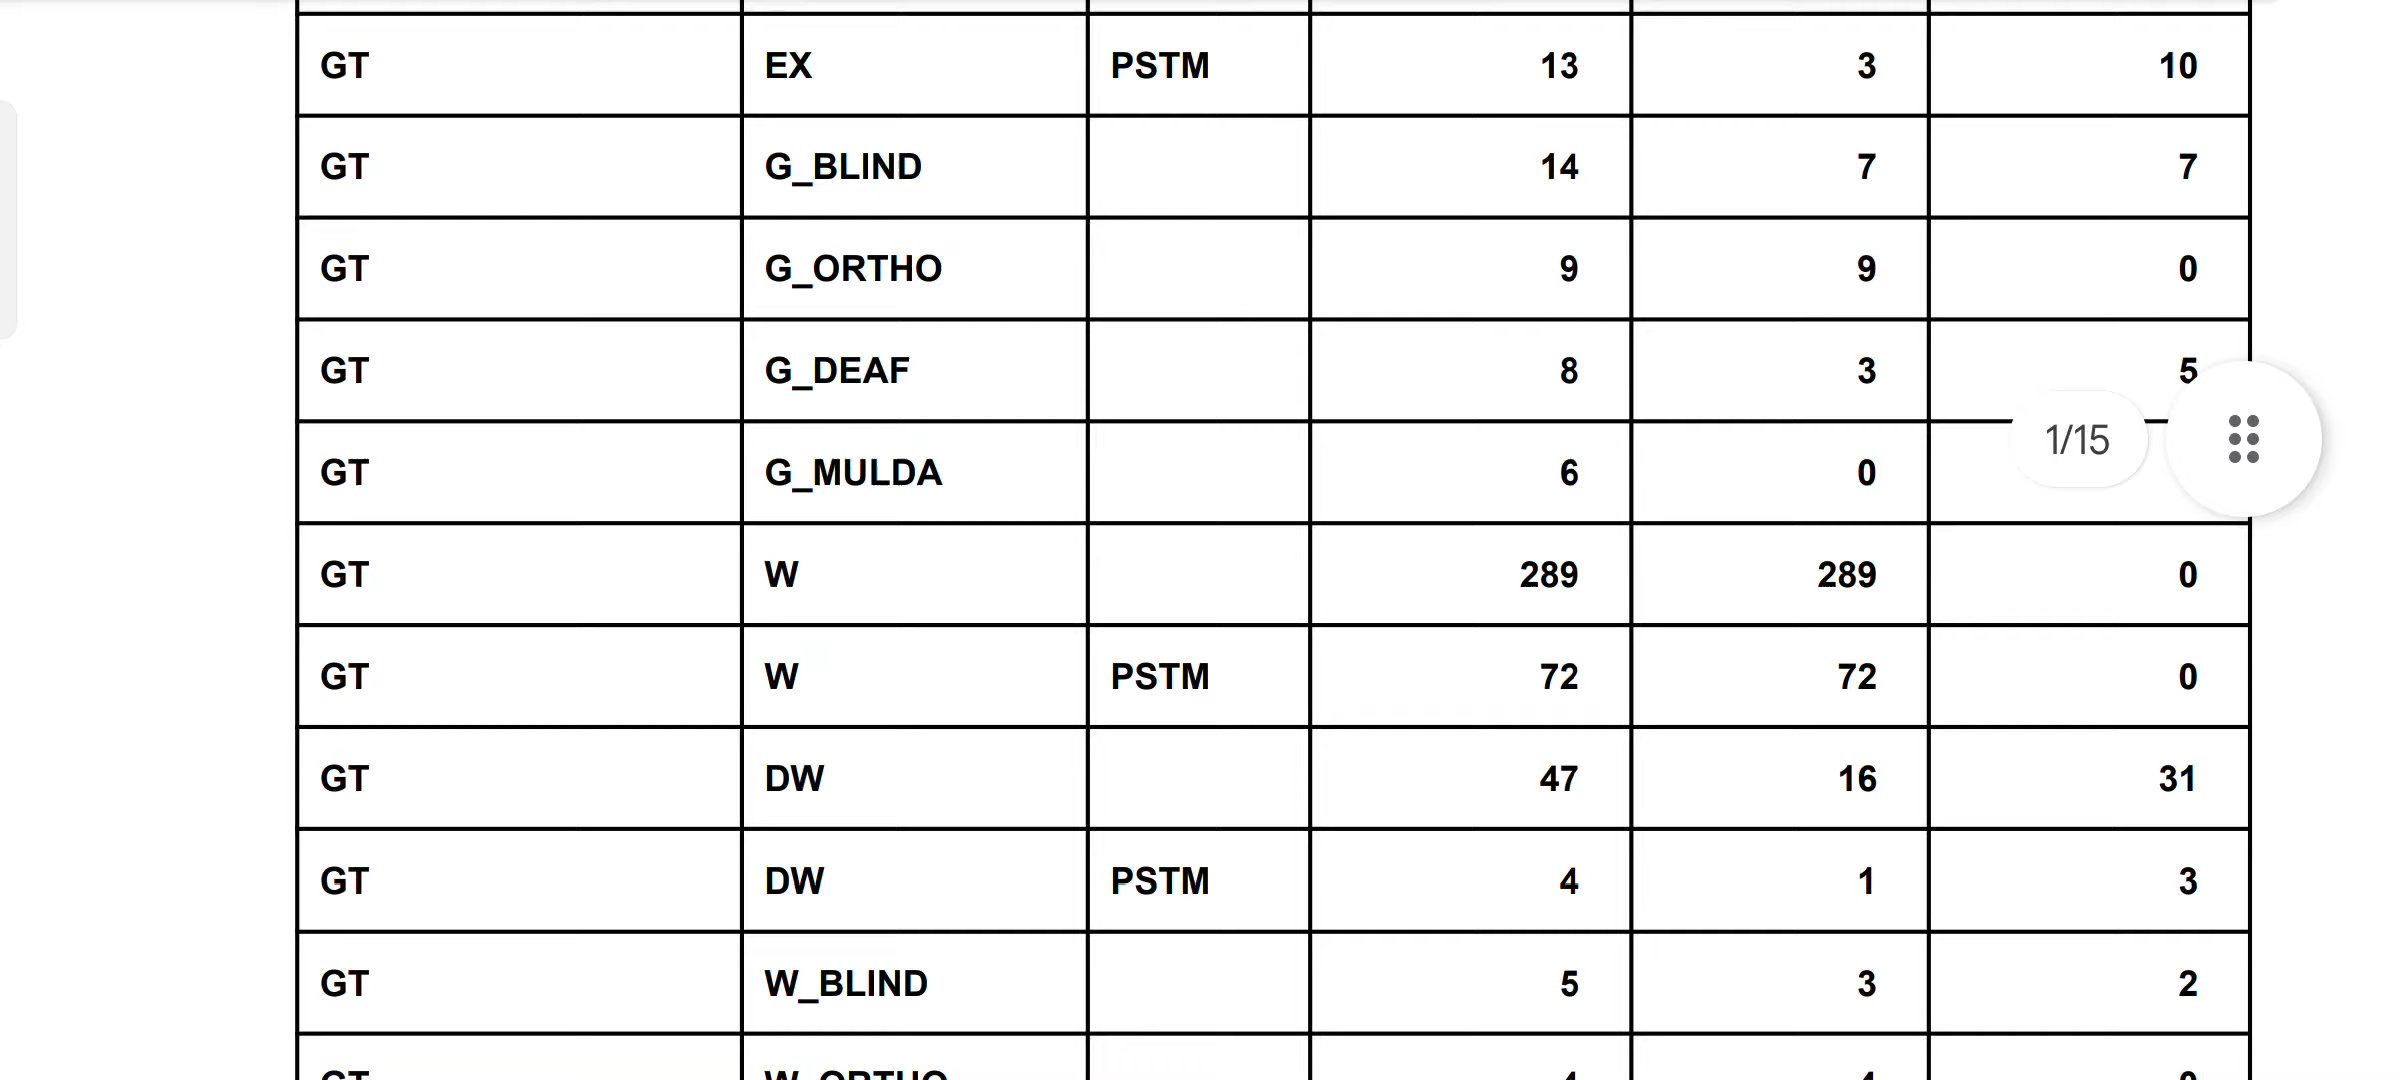 GT EX PSTM 13 3 10
GT G_BLIND 14 7 7
GT G_ORTHO 9 9 0
GT G_DEAF 8 3 5
GT G_MULDA 6 0
1/15
GT W 289 289 0
GT W PSTM 72 72 0
GT DW 47 16 31
GT DW PSTM 4 1 3
GT W_BLIND 5 3 2
GT W_ORTHO